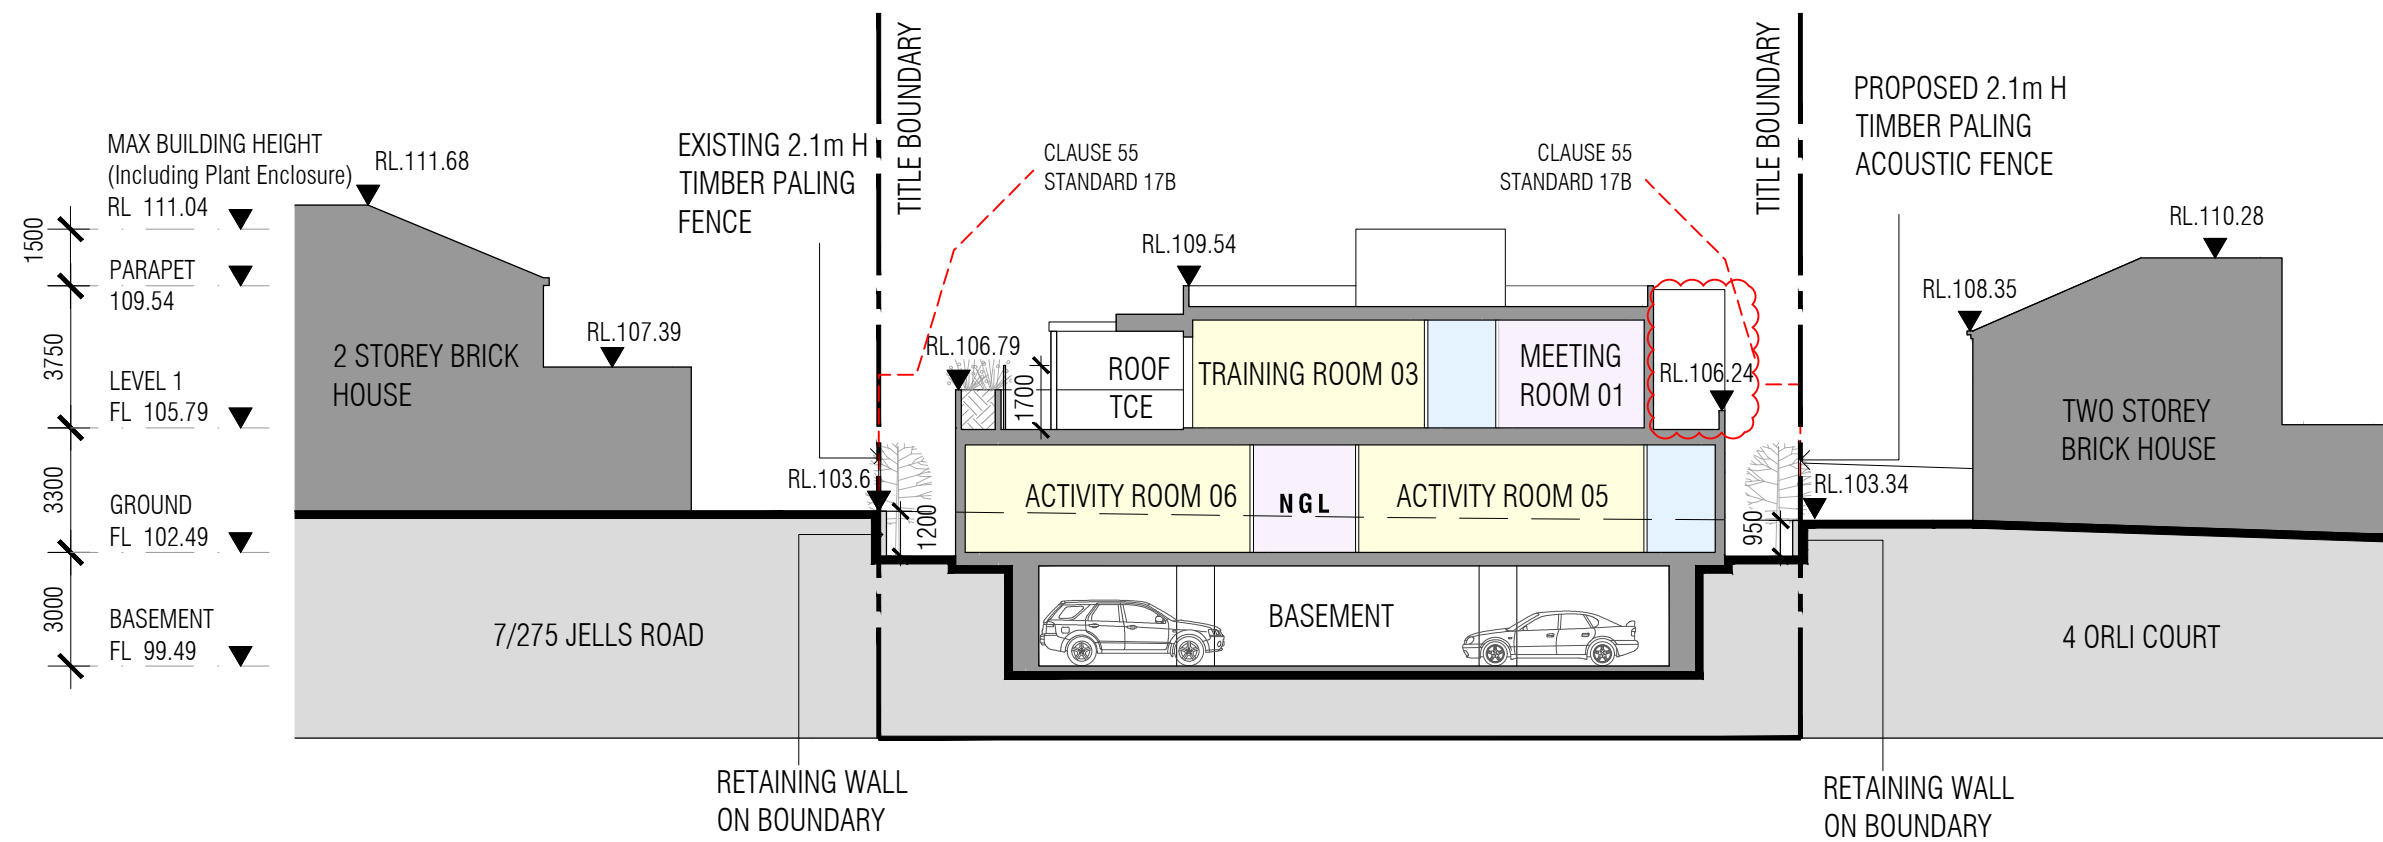 MAX BUILDING HEIGHT
(Including Plant Enclosure)
RL 111.04
1500
PARAPET
109.54
3750
LEVEL 1
FL 105.79
3300
GROUND
FL 102.49
3000
BASEMENT
FL 99.49
RL.111.68
2 STOREY BRICK
HOUSE
RL.107.39
EXISTING 2.1m H
TIMBER PALING
FENCE
TITLE BOUNDARY
RL.103.6
1200
7/275 JELLS ROAD
RETAINING WALL
ON BOUNDARY
CLAUSE 55
STANDARD 17B
RL.106.79
1700
RL.109.54
ROOF
TCE
TRAINING ROOM 03
MEETING
ROOM 01
RL.106.24
ACTIVITY ROOM 06
NGL
ACTIVITY ROOM 05
BASEMENT
CLAUSE 55
STANDARD 17B
TITLE BOUNDARY
950
PROPOSED 2.1m H
TIMBER PALING
ACOUSTIC FENCE
RL.110.28
RL.108.35
TWO STOREY
BRICK HOUSE
RL.103.34
4 ORLI COURT
RETAINING WALL
ON BOUNDARY